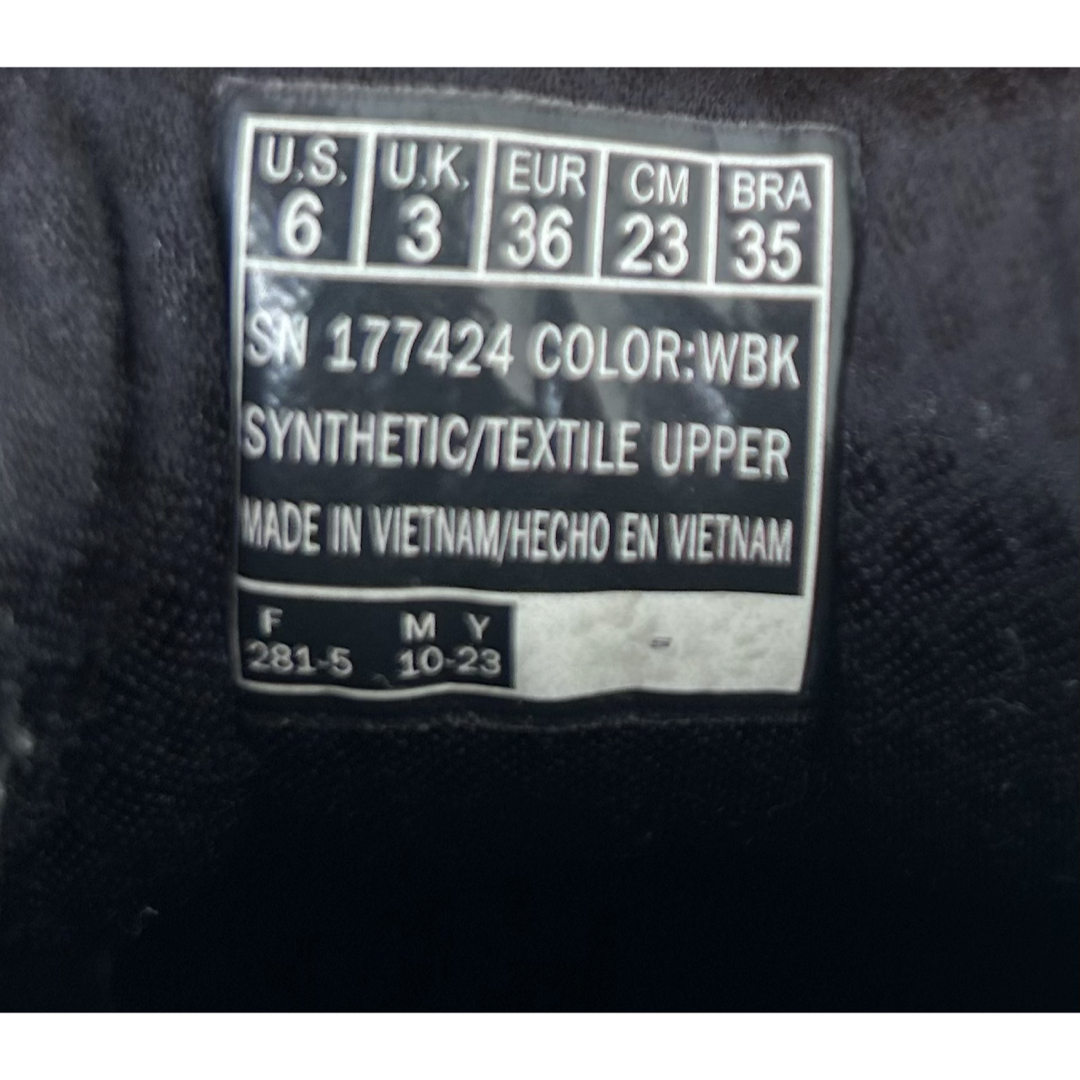 U.S. U.K. EUR CM BRA
6 3 36 23 35
SN 177424 COLOR:WBK
SYNTHETIC/TEXTILE UPPER
MADE IN VIETNAM/HECHO EN VIETNAM
F M Y
281-5 10-23